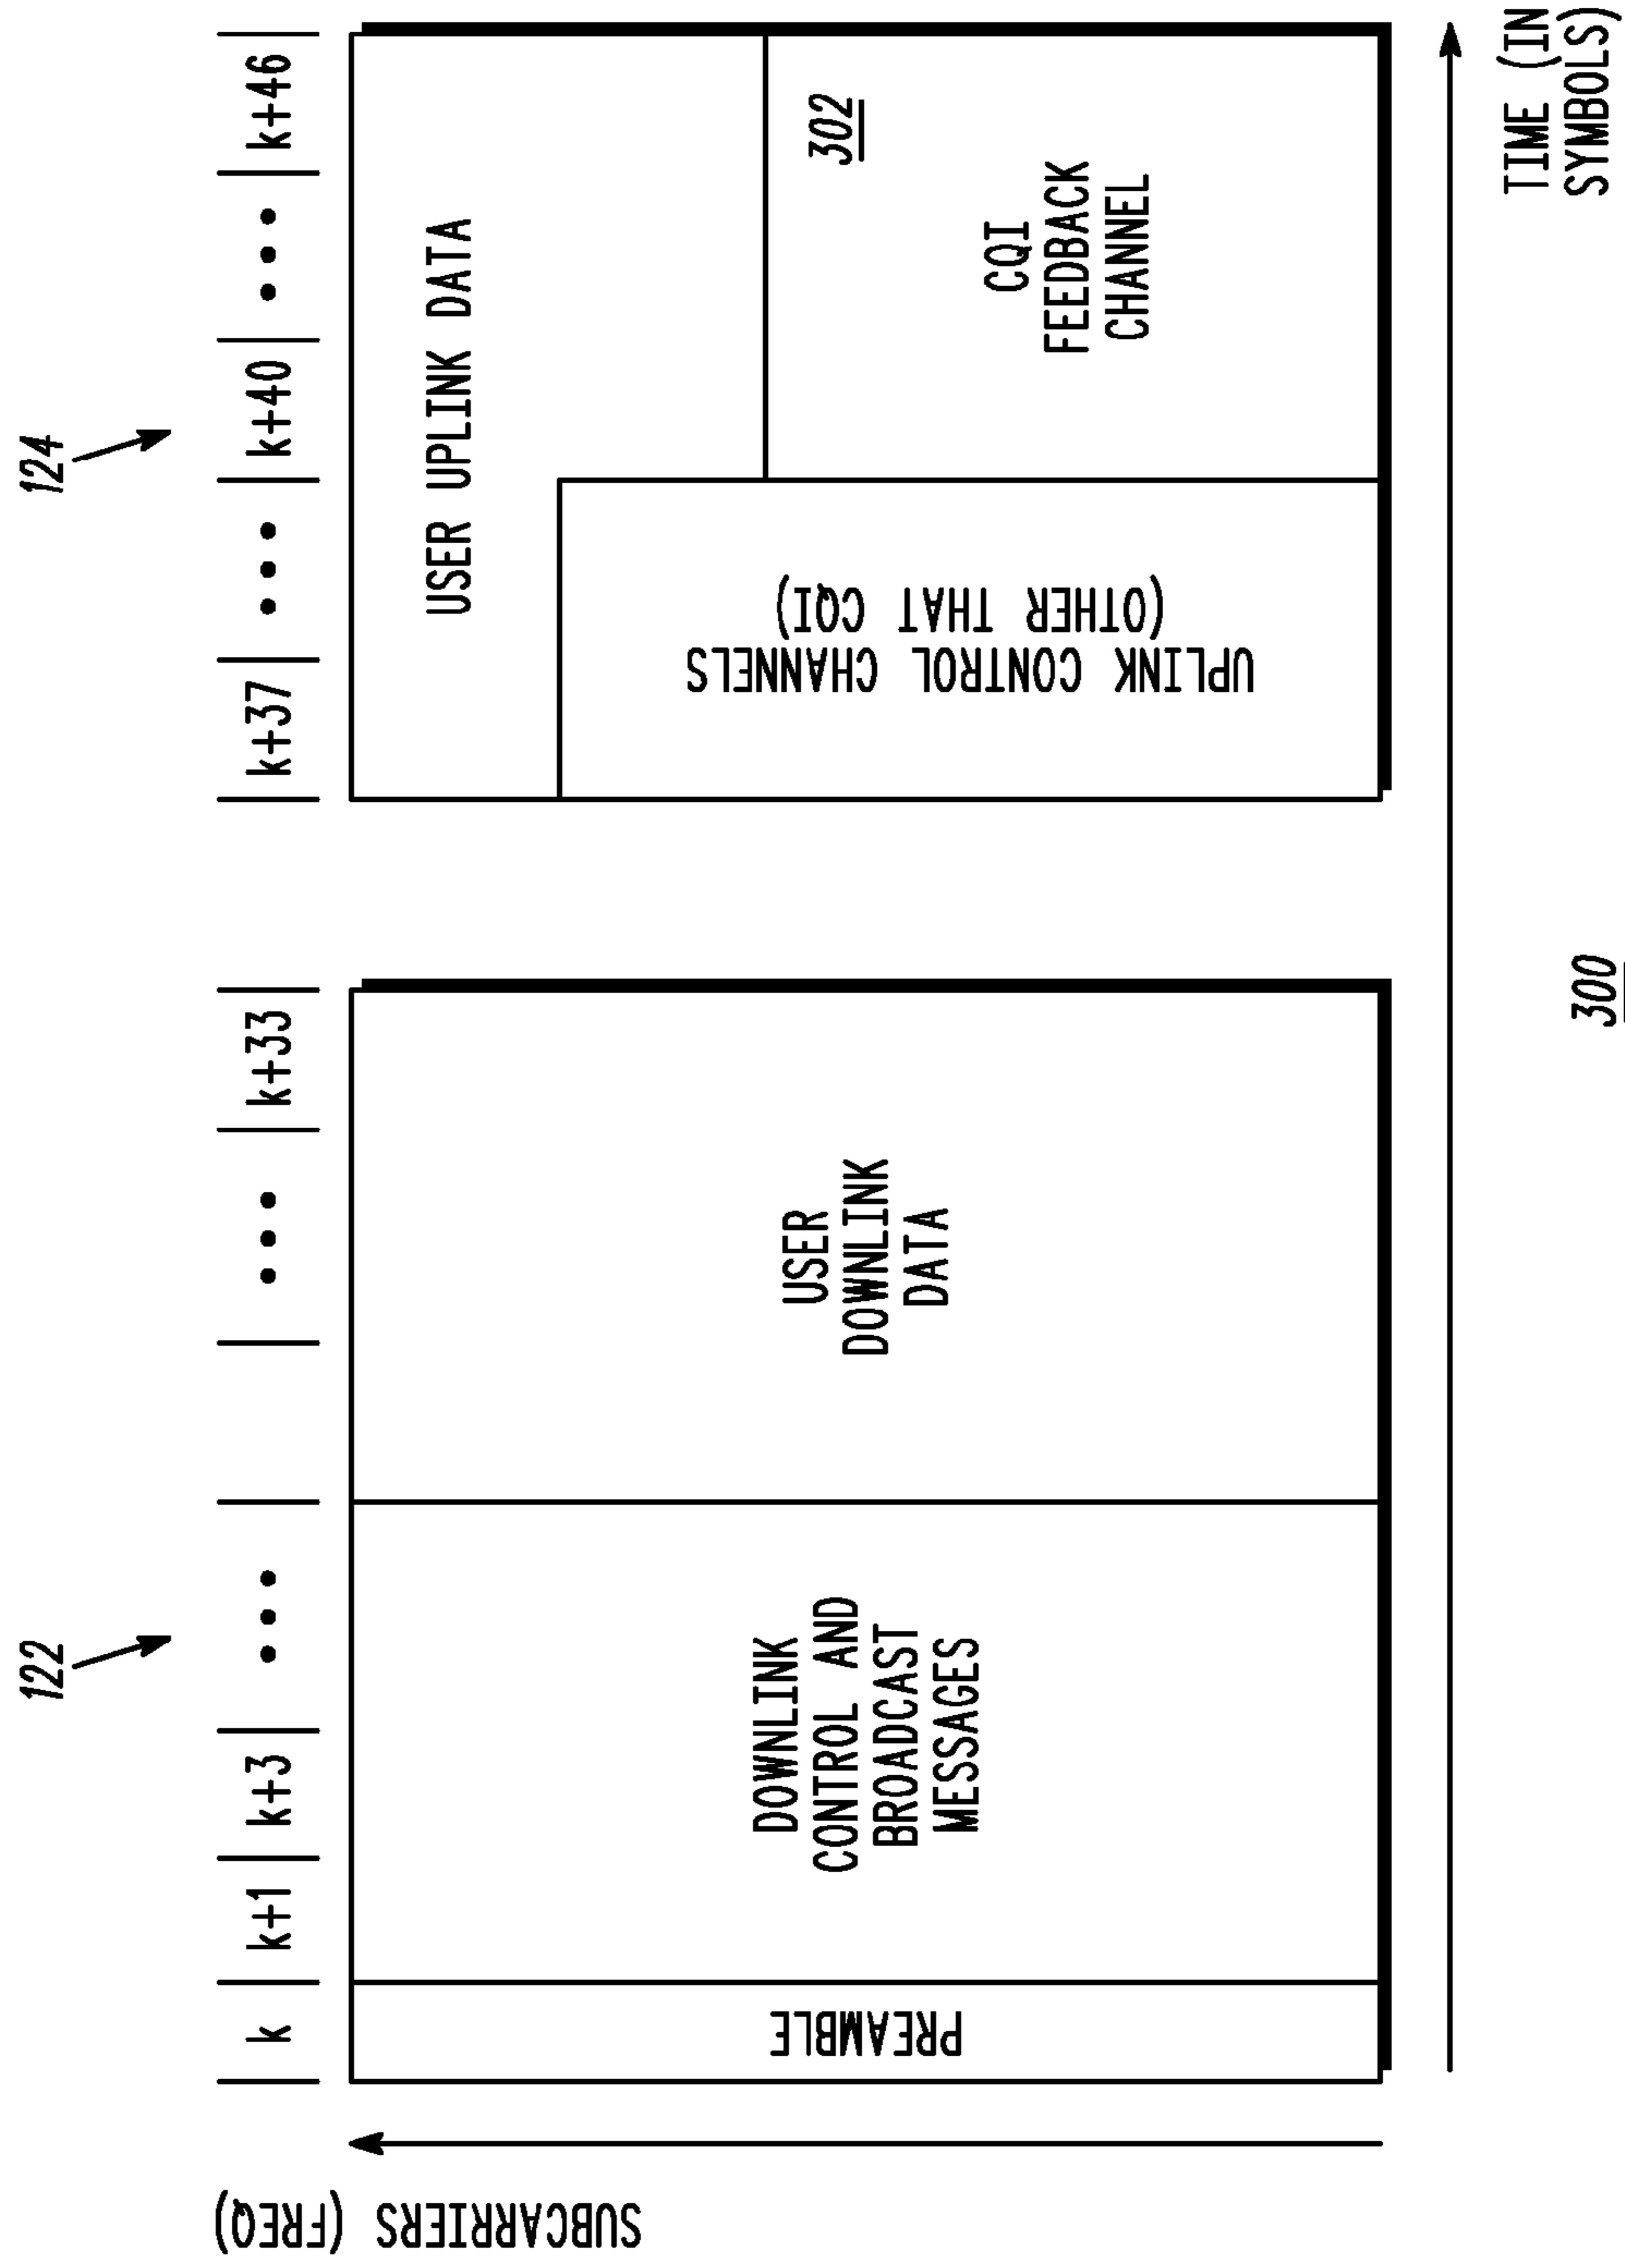 122
124
k
k+1
k+3
•••
•••
k+33
k+37
•••
k+40
•••
k+46
SUBCARRIERS (FREQ)
PREAMBLE
DOWNLINK
CONTROL AND
BROADCAST
MESSAGES
USER
DOWNLINK
DATA
USER UPLINK DATA
UPLINK CONTROL CHANNELS
(OTHER THAT CQI)
302
CQI
FEEDBACK
CHANNEL
TIME (IN
SYMBOLS)
300